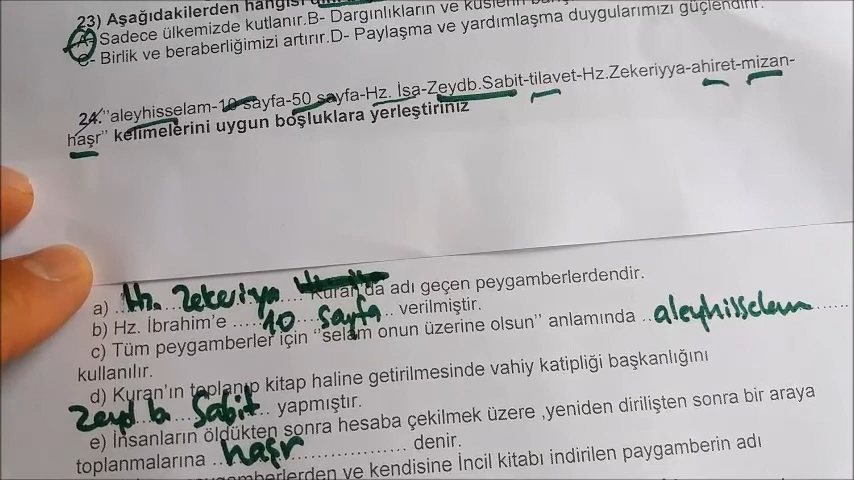 23) Aşağıdakilerden hangisi
A- Sadece ülkemizde kutlanır.B- Dargınlıkların ve küslerin
C- Birlik ve beraberliğimizi artırır.D- Paylaşma ve yardımlaşma duygularımızı güçlendirir.
24."aleyhisselam-10 sayfa-50 sayfa-Hz. İsa-Zeydb.Sabit-tilavet-Hz.Zekeriyya-ahiret-mizan-
haşr" kelimelerini uygun boşluklara yerleştiriniz
a) Hz. Zekeriya Kuran'da adı geçen peygamberlerdendir.
b) Hz. İbrahim'e ....10 sayfa.. verilmiştir.
c) Tüm peygamberler için "selam onun üzerine olsun" anlamında ..aleyhisselam......
kullanılır.
d) Kuran'ın toplanıp kitap haline getirilmesinde vahiy katipliği başkanlığını
Zeyd b. Sabit.. yapmıştır.
e) İnsanların öldükten sonra hesaba çekilmek üzere ,yeniden dirilişten sonra bir araya
toplanmalarına ..haşr.................. denir.
ve kendisine İncil kitabı indirilen paygamberin adı